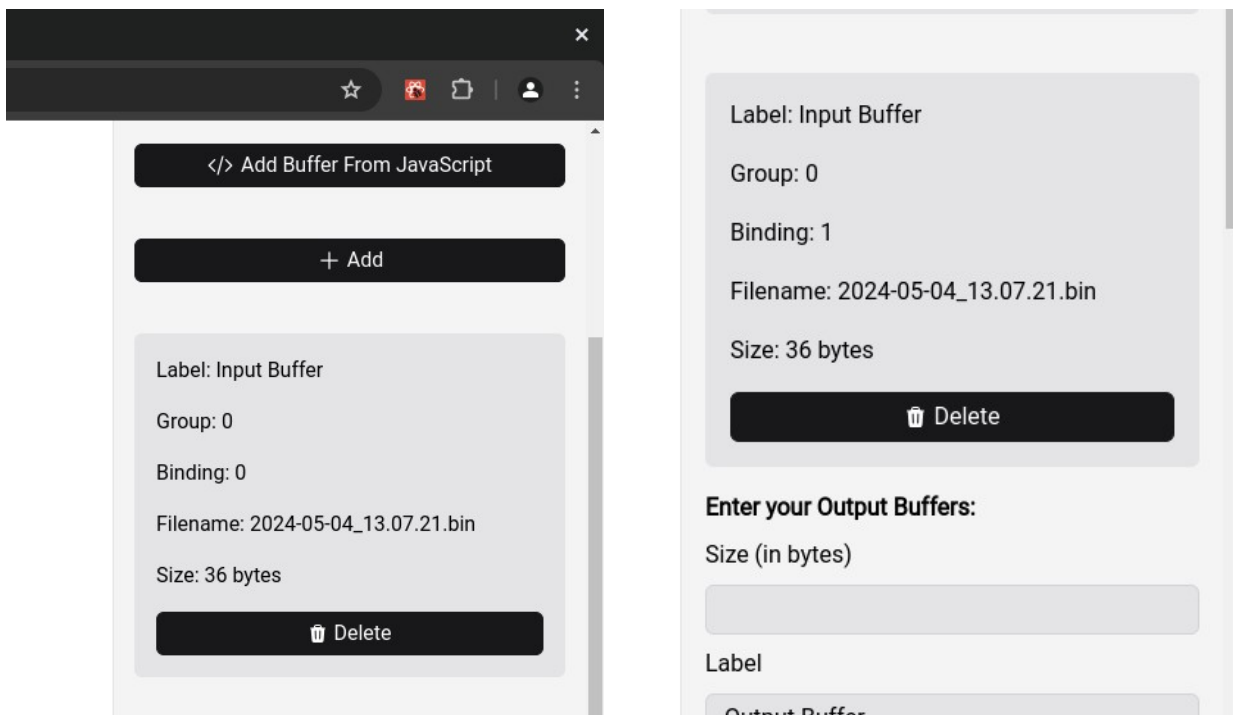 </> Add Buffer From JavaScript
+ Add
Label: Input Buffer
Group: 0
Binding: 0
Filename: 2024-05-04_13.07.21.bin
Size: 36 bytes
Delete
Label: Input Buffer
Group: 0
Binding: 1
Filename: 2024-05-04_13.07.21.bin
Size: 36 bytes
Delete
Enter your Output Buffers:
Size (in bytes)
Label
Output Buffer